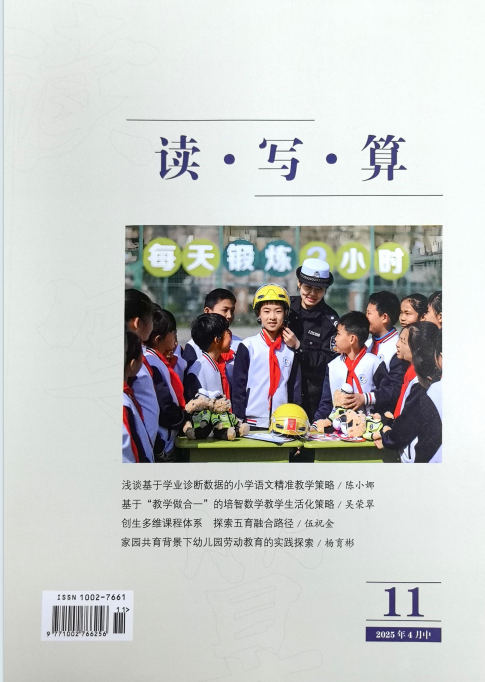 读·写·算
每天锻炼2小时
浅谈基于学业诊断数据的小学语文精准教学策略/陈小娜
基于“教学做合一”的培智数学教学生活化策略/吴荣翠
创生多维课程体系 探索五育融合路径/伍祝金
家园共育背景下幼儿园劳动教育的实践探索/杨育彬
ISSN 1002-7661
11>
9 771002 766256
11
2025年4月中